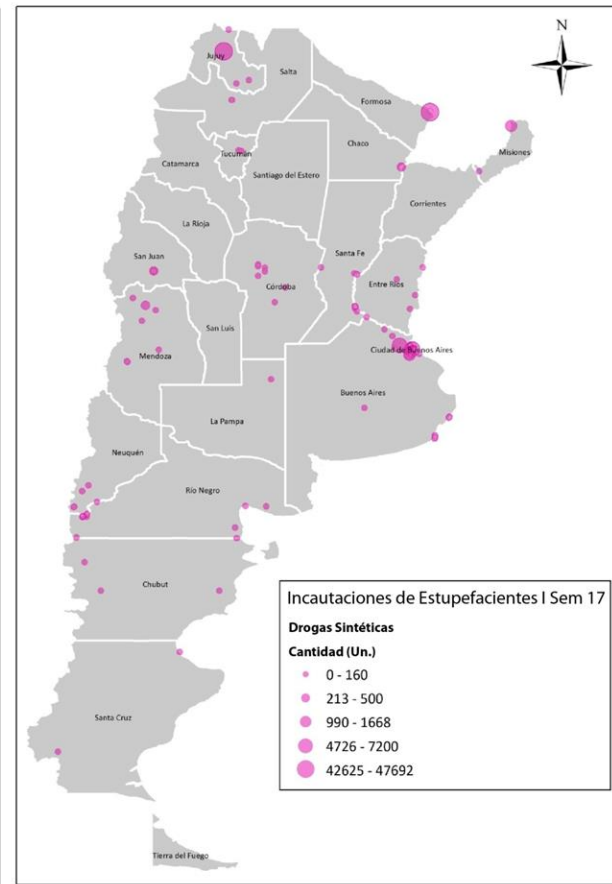 N
Jujuy
Salta
Formosa
Tucumán
Chaco
Misiones
Catamarca
Santiago del Estero
Corrientes
La Rioja
San Juan
Santa Fe
Córdoba
Entre Ríos
San Luis
Mendoza
Ciudad de Buenos Aires
Buenos Aires
La Pampa
Neuquén
Río Negro
Chubut
Santa Cruz
Tierra del Fuego
Incautaciones de Estupefacientes I Sem 17
Drogas Sintéticas
Cantidad (Un.)
0 - 160
213 - 500
990 - 1668
4726 - 7200
42625 - 47692